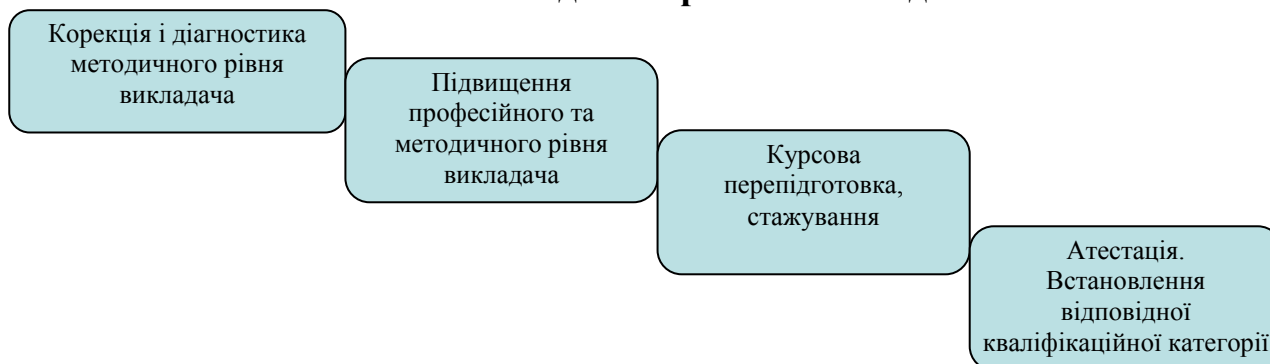 Корекція і діагностика
методичного рівня
викладача
Підвищення
професійного та
методичного рівня
викладача
Курсова
перепідготовка,
стажування
Атестація.
Встановлення
відповідної
кваліфікаційної категорії